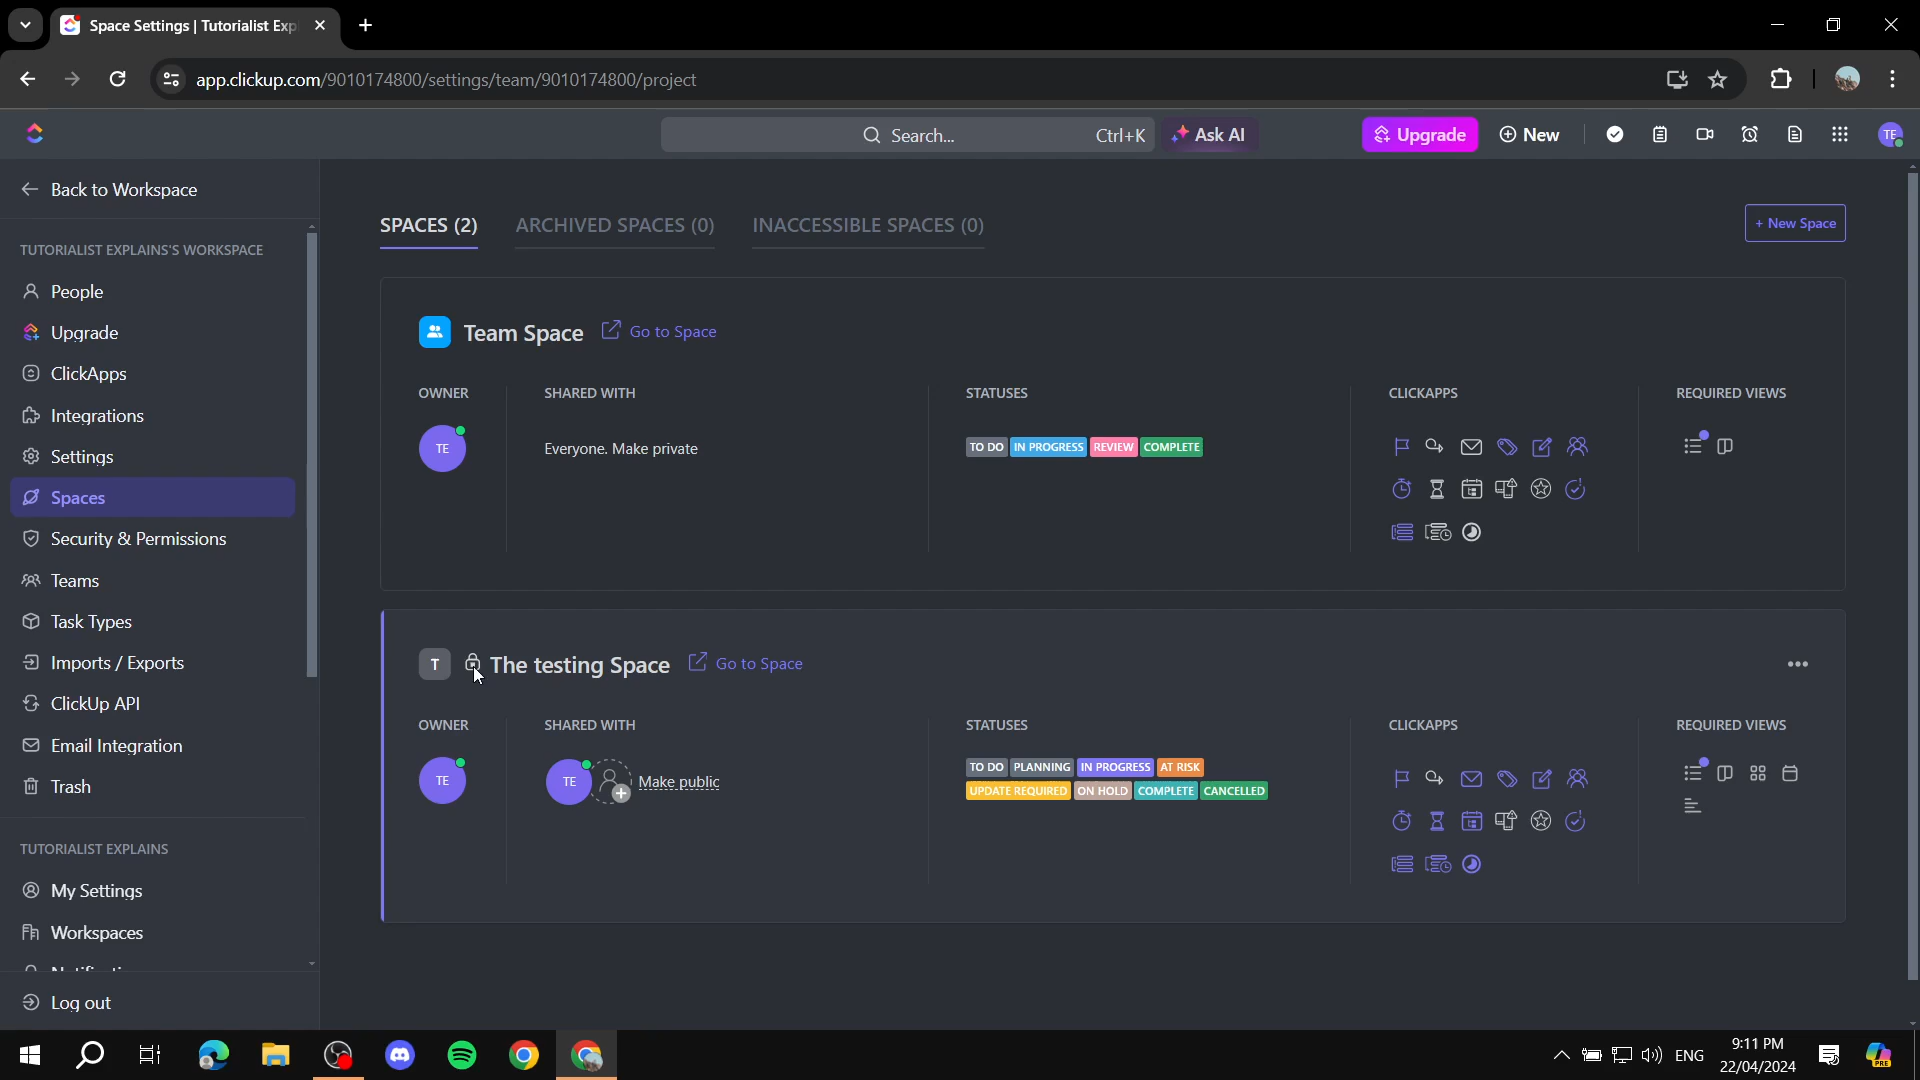 Space Settings | Tutorialist Exp
app.clickup.com/9010174800/settings/team/9010174800/project
Search...
Ctrl+K
Ask AI
Upgrade
New
TE
Back to Workspace
TUTORIALIST EXPLAINS'S WORKSPACE
People
Upgrade
ClickApps
Integrations
Settings
Spaces
Security & Permissions
Teams
Task Types
Imports / Exports
ClickUp API
Email Integration
Trash
TUTORIALIST EXPLAINS
My Settings
Workspaces
Log out
SPACES (2)
ARCHIVED SPACES (0)
INACCESSIBLE SPACES (0)
+ New Space
Team Space
Go to Space
OWNER
SHARED WITH
STATUSES
CLICKAPPS
REQUIRED VIEWS
TE
Everyone. Make private
TO DO
IN PROGRESS
REVIEW
COMPLETE
T
The testing Space
Go to Space
OWNER
SHARED WITH
STATUSES
CLICKAPPS
REQUIRED VIEWS
TE
TE
Make public
TO DO
PLANNING
IN PROGRESS
AT RISK
UPDATE REQUIRED
ON HOLD
COMPLETE
CANCELLED
ENG
9:11 PM
22/04/2024
PRE